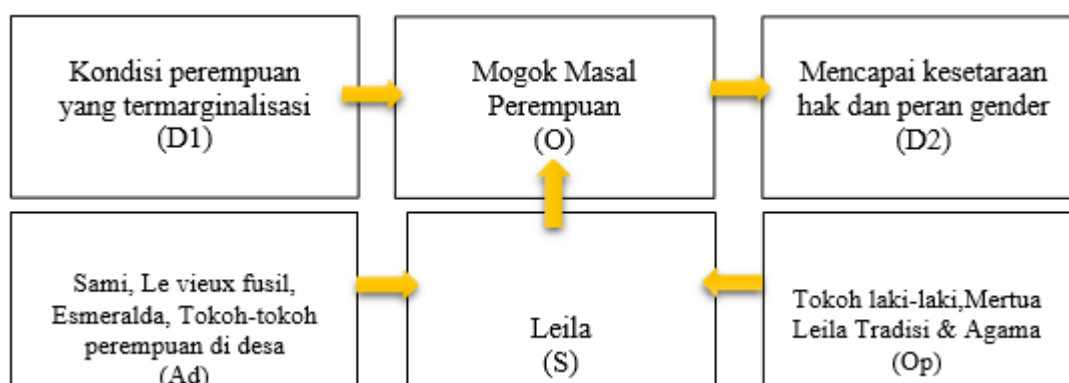 Kondisi perempuan
yang termarginalisasi
(D1)
Mogok Masal
Perempuan
(O)
Mencapai kesetaraan
hak dan peran gender
(D2)
Sami, Le vieux fusil,
Esmeralda, Tokoh-tokoh
perempuan di desa
(Ad)
Leila
(S)
Tokoh laki-laki,Mertua
Leila Tradisi & Agama
(Op)